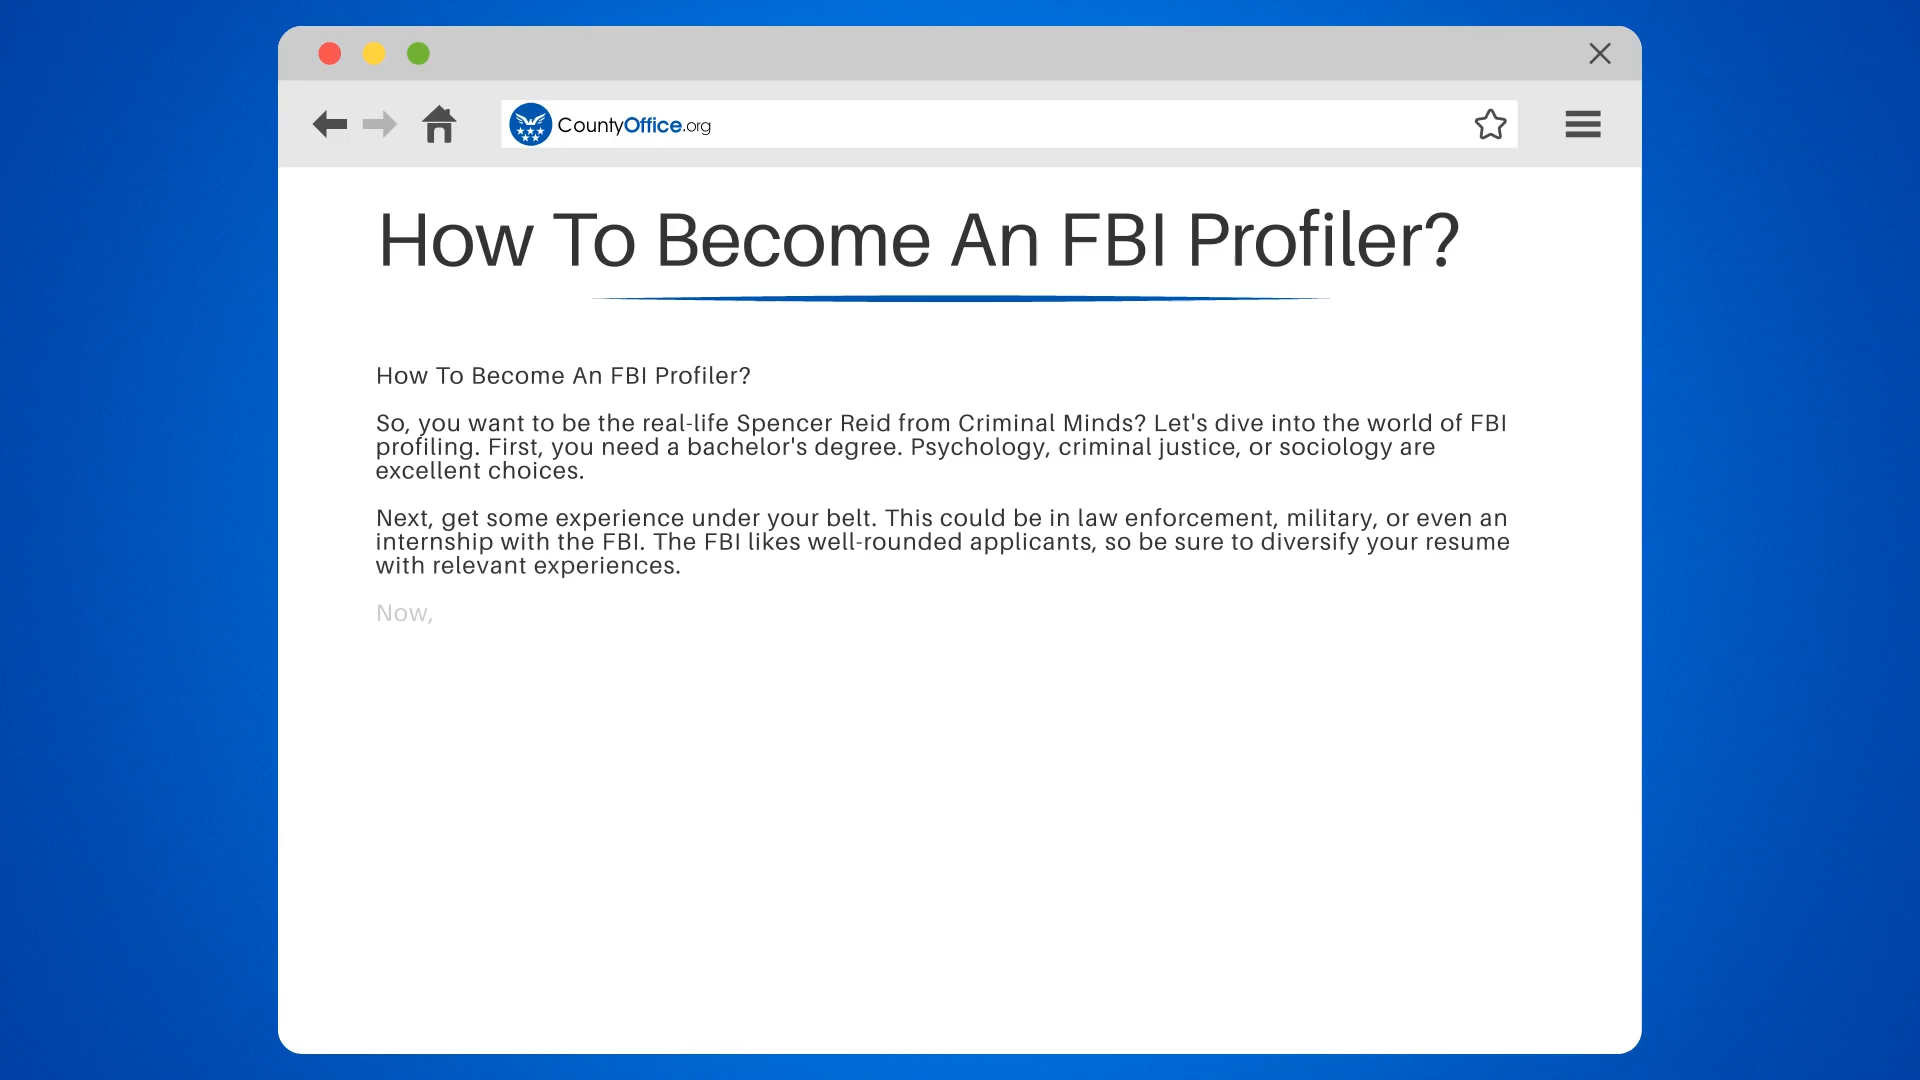 CountyOffice.org
How To Become An FBI Profiler?
How To Become An FBI Profiler?
So, you want to be the real-life Spencer Reid from Criminal Minds? Let's dive into the world of FBI
profiling. First, you need a bachelor's degree. Psychology, criminal justice, or sociology are
excellent choices.
Next, get some experience under your belt. This could be in law enforcement, military, or even an
internship with the FBI. The FBI likes well-rounded applicants, so be sure to diversify your resume
with relevant experiences.
Now,